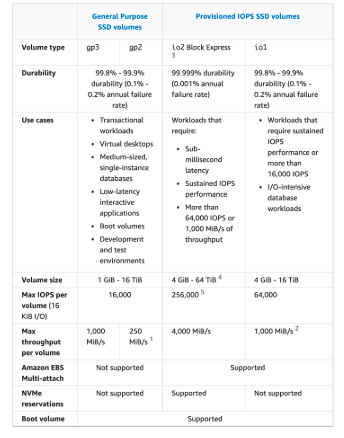 General Purpose SSD volumes
Provisioned IOPS SSD volumes
Volume type
gp3
gp2
io2 Block Express 3
io1
Durability
99.8% - 99.9%
durability (0.1% -
0.2% annual failure
rate)
99.999% durability
(0.001% annual
failure rate)
99.8% - 99.9%
durability (0.1% -
0.2% annual failure
rate)
Use cases
• Transactional
workloads
• Virtual desktops
• Medium-sized,
single-instance
databases
• Low-latency
interactive
applications
• Boot volumes
• Development
and test
environments
Workloads that
require:
• Sub-
millisecond
latency
• Sustained IOPS
performance
• More than
64,000 IOPS or
1,000 MiB/s of
throughput
• Workloads that
require sustained
IOPS
performance or
more than
16,000 IOPS
• I/O-intensive
database
workloads
Volume size
1 GiB - 16 TiB
4 GiB - 64 TiB 4
4 GiB - 16 TiB
Max IOPS per
volume (16
KiB I/O)
16,000
256,000 5
64,000
Max
throughput
per volume
1,000
MiB/s
250
MiB/s 1
4,000 MiB/s
1,000 MiB/s 2
Amazon EBS
Multi-attach
Not supported
Supported
NVMe
reservations
Not supported
Supported
Not supported
Boot volume
Supported